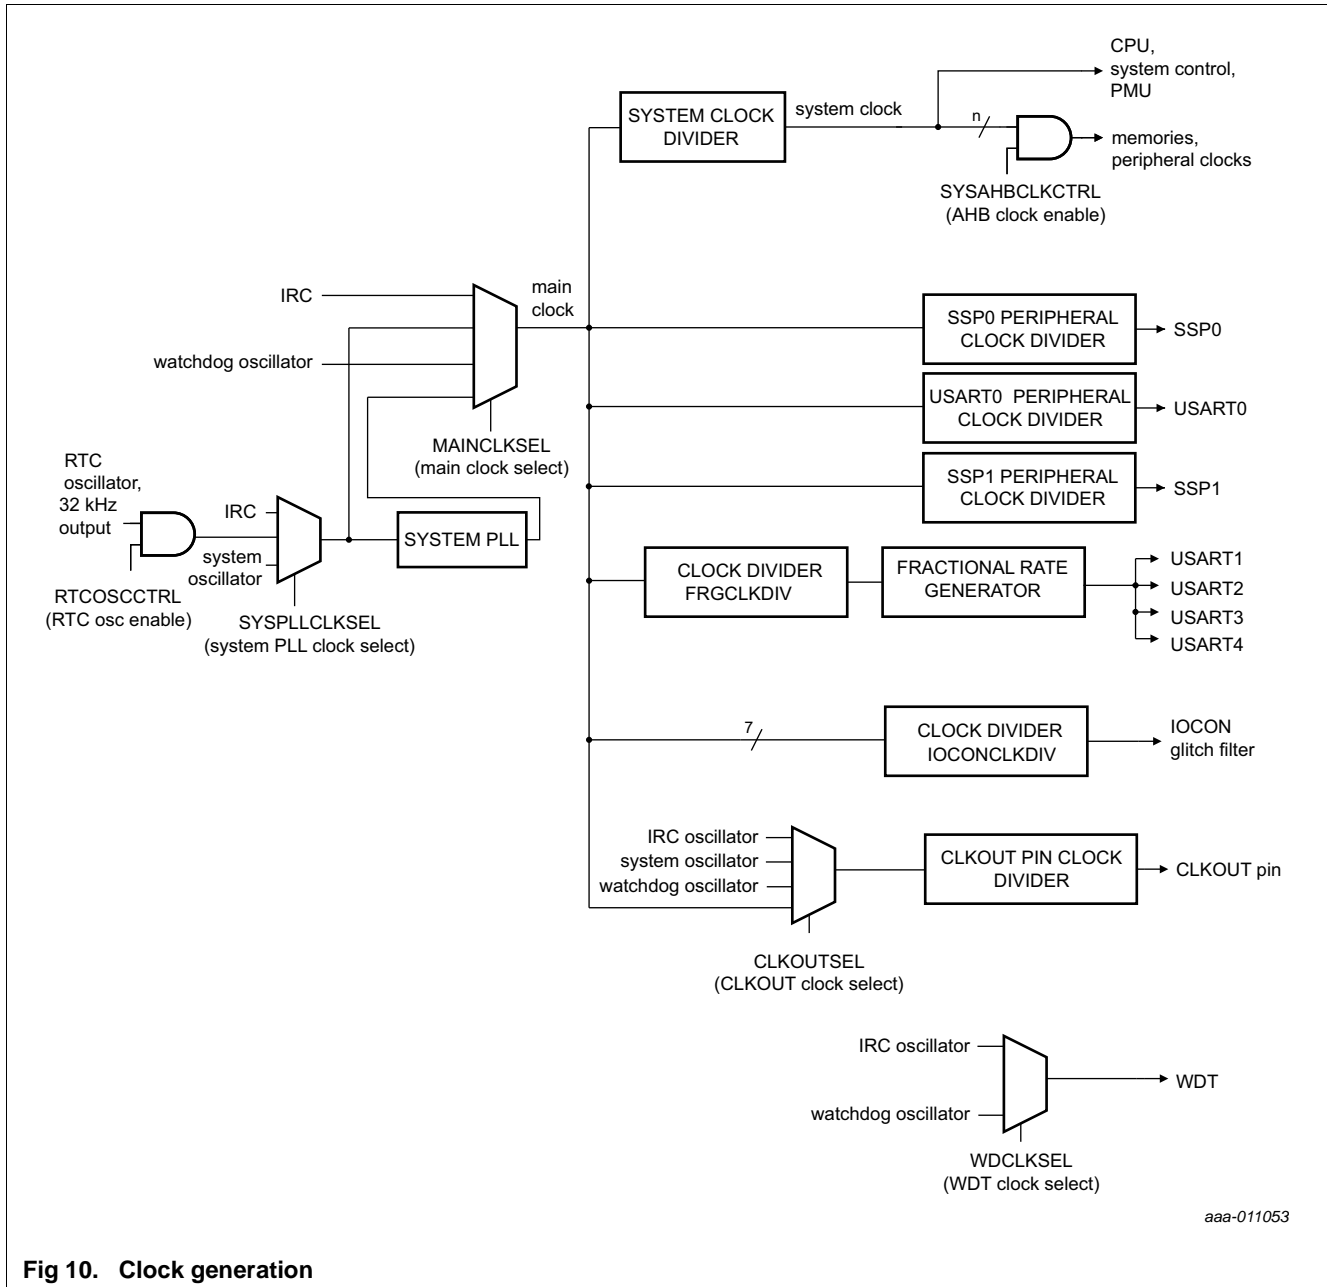 CPU,
system control,
PMU
SYSTEM CLOCK
DIVIDER
system clock
n
memories,
peripheral clocks
SYSAHBCLKCTRL
(AHB clock enable)
IRC
main
clock
watchdog oscillator
MAINCLKSEL
(main clock select)
SSP0 PERIPHERAL
CLOCK DIVIDER
SSP0
USART0 PERIPHERAL
CLOCK DIVIDER
USART0
SSP1 PERIPHERAL
CLOCK DIVIDER
SSP1
RTC
oscillator,
32 kHz
output
RTCOSCCTRL
(RTC osc enable)
IRC
system
oscillator
SYSPLLCLKSEL
(system PLL clock select)
SYSTEM PLL
CLOCK DIVIDER
FRGCLKDIV
FRACTIONAL RATE
GENERATOR
USART1
USART2
USART3
USART4
7
CLOCK DIVIDER
IOCONCLKDIV
IOCON
glitch filter
IRC oscillator
system oscillator
watchdog oscillator
CLKOUTSEL
(CLKOUT clock select)
CLKOUT PIN CLOCK
DIVIDER
CLKOUT pin
IRC oscillator
watchdog oscillator
WDT
WDCLKSEL
(WDT clock select)
aaa-011053
Fig 10. Clock generation